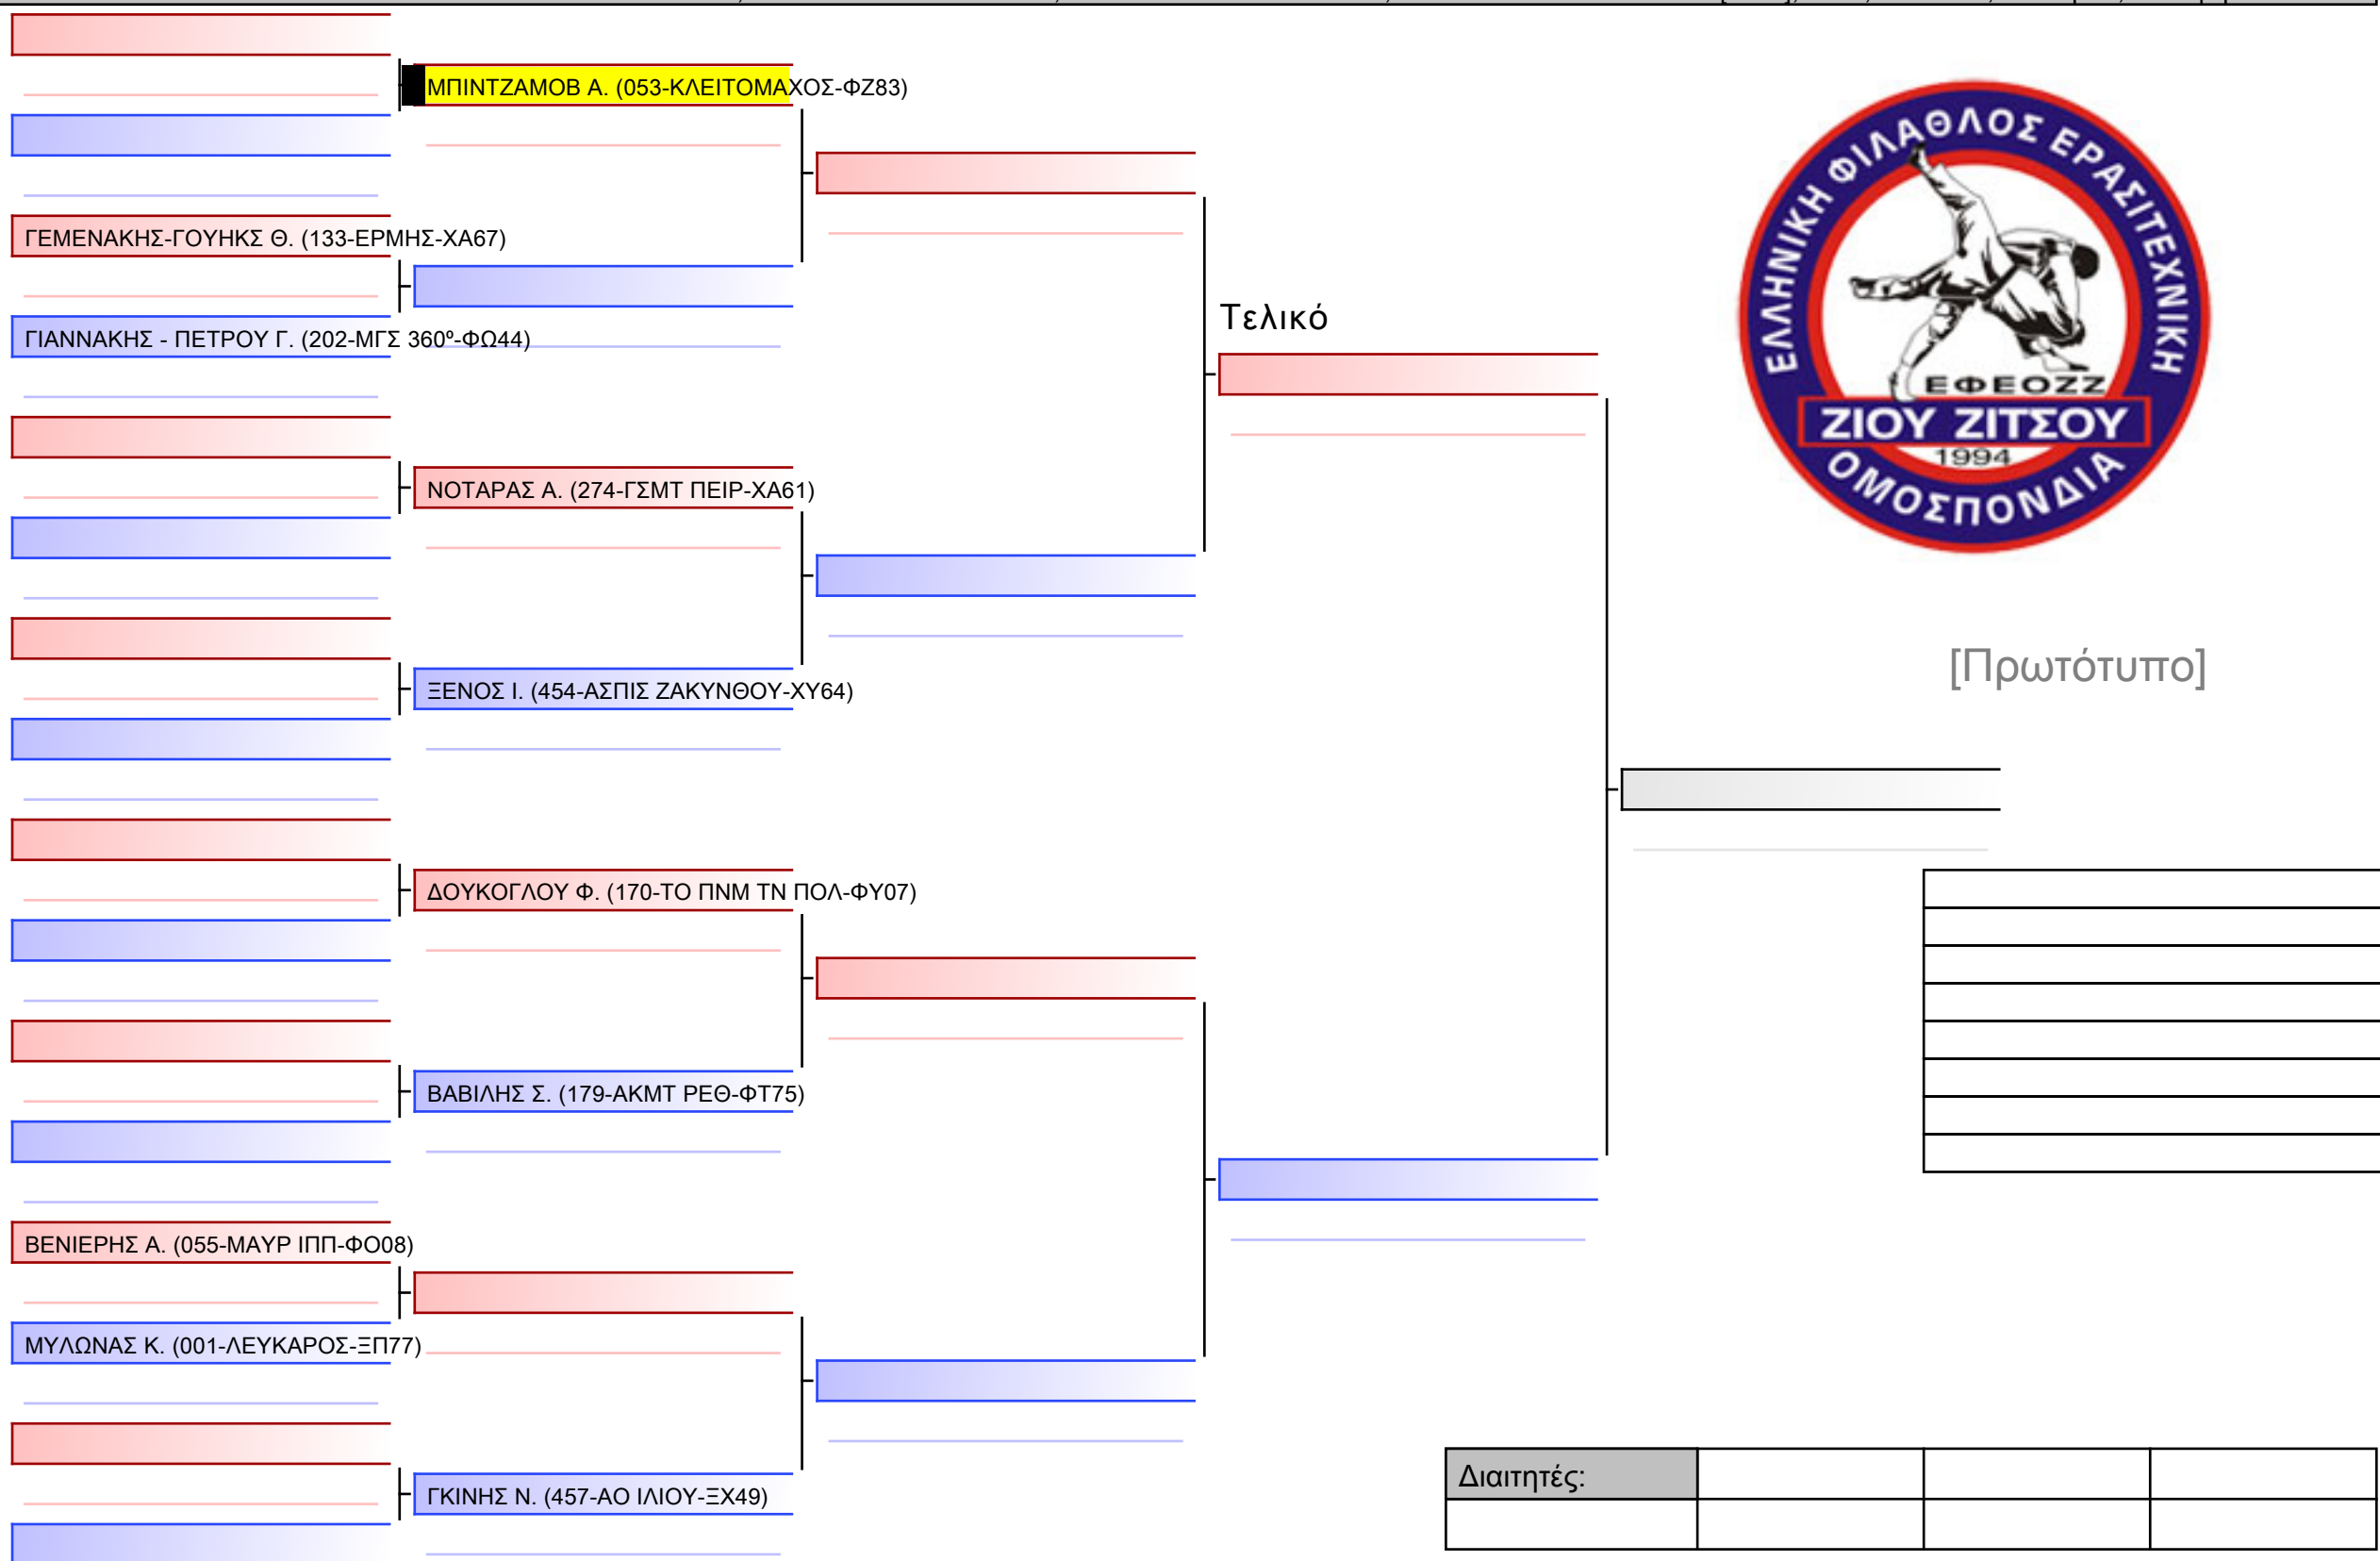 ΜΠΙΝΤΖΑΜΟΒ Α. (053-ΚΛΕΙΤΟΜΑΧΟΣ-ΦΖ83)
ΓΕΜΕΝΑΚΗΣ-ΓΟΥΗΚΣ Θ. (133-ΕΡΜΗΣ-ΧΑ67)
ΓΙΑΝΝΑΚΗΣ - ΠΕΤΡΟΥ Γ. (202-ΜΓΣ 360º-ΦΩ44)
ΝΟΤΑΡΑΣ Α. (274-ΓΣΜΤ ΠΕΙΡ-ΧΑ61)
ΞΕΝΟΣ Ι. (454-ΑΣΠΙΣ ΖΑΚΥΝΘΟΥ-ΧΥ64)
ΔΟΥΚΟΓΛΟΥ Φ. (170-ΤΟ ΠΝΜ ΤΝ ΠΟΛ-ΦΥ07)
ΒΑΒΙΛΗΣ Σ. (179-ΑΚΜΤ ΡΕΘ-ΦΤ75)
ΒΕΝΙΕΡΗΣ Α. (055-ΜΑΥΡ ΙΠΠ-ΦΟ08)
ΜΥΛΩΝΑΣ Κ. (001-ΛΕΥΚΑΡΟΣ-ΞΠ77)
ΓΚΙΝΗΣ Ν. (457-ΑΟ ΙΛΙΟΥ-ΞΧ49)
Τελικό
ΕΛΛΗΝΙΚΗ ΦΙΛΑΘΛΟΣ ΕΡΑΣΙΤΕΧΝΙΚΗ
ΕΦΕΟΖΖ
ΖΙΟΥ ΖΙΤΣΟΥ
1994
ΟΜΟΣΠΟΝΔΙΑ
[Πρωτότυπο]
Διαιτητές: